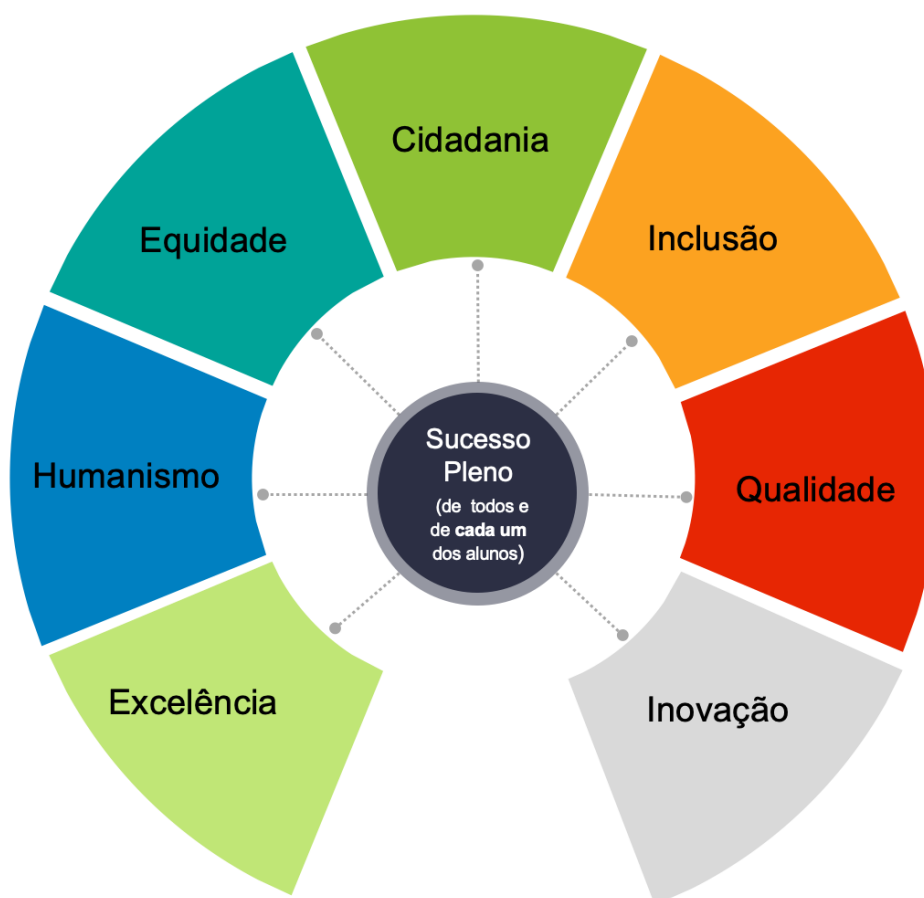 Cidadania
Equidade
Inclusão
Humanismo
Qualidade
Excelência
Inovação
Sucesso
Pleno
(de todos e
de cada um
dos alunos)